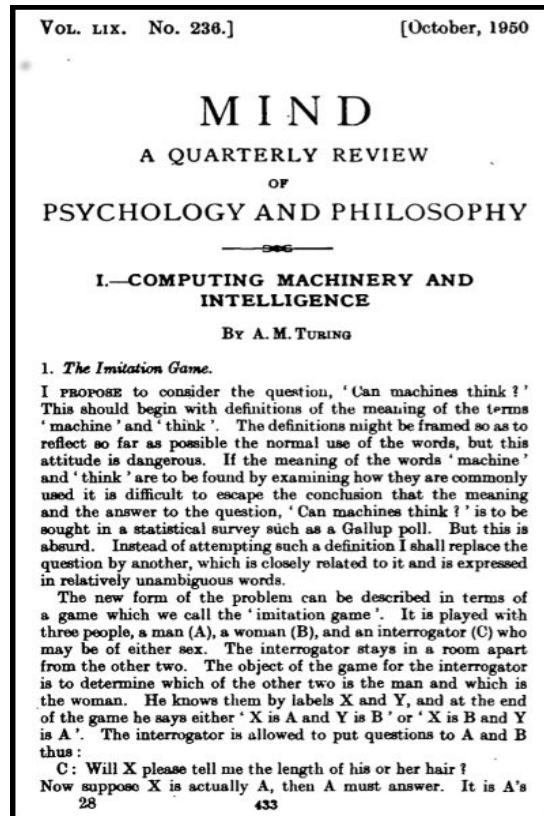 VOL. LIX. No. 236.] [October, 1950
MIND
A QUARTERLY REVIEW
OF
PSYCHOLOGY AND PHILOSOPHY
I.—COMPUTING MACHINERY AND
INTELLIGENCE
BY A. M. TURING
1. The Imitation Game.
I PROPOSE to consider the question, ‘Can machines think ?’
This should begin with definitions of the meaning of the terms
‘machine’ and ‘think’. The definitions might be framed so as to
reflect so far as possible the normal use of the words, but this
attitude is dangerous. If the meaning of the words ‘machine’
and ‘think’ are to be found by examining how they are commonly
used it is difficult to escape the conclusion that the meaning
and the answer to the question, ‘Can machines think ?’ is to be
sought in a statistical survey such as a Gallup poll. But this is
absurd. Instead of attempting such a definition I shall replace the
question by another, which is closely related to it and is expressed
in relatively unambiguous words.
The new form of the problem can be described in terms of
a game which we call the ‘imitation game’. It is played with
three people, a man (A), a woman (B), and an interrogator (C) who
may be of either sex. The interrogator stays in a room apart
from the other two. The object of the game for the interrogator
is to determine which of the other two is the man and which is
the woman. He knows them by labels X and Y, and at the end
of the game he says either ‘X is A and Y is B’ or ‘X is B and Y
is A’. The interrogator is allowed to put questions to A and B
thus :
C : Will X please tell me the length of his or her hair ?
Now suppose X is actually A, then A must answer. It is A's
28 433